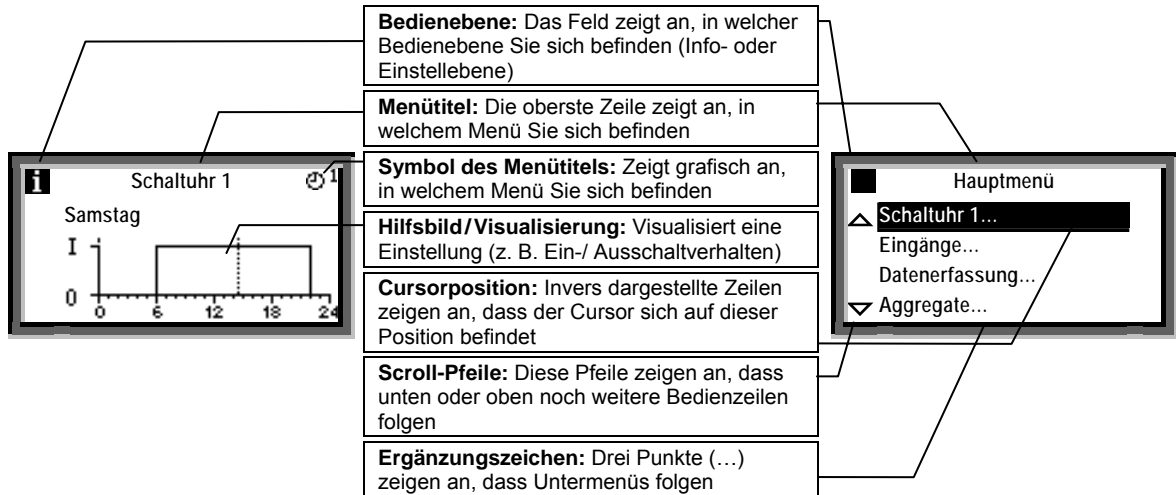 Bedienebene: Das Feld zeigt an, in welcher
Bedienebene Sie sich befinden (Info- oder
Einstellebene)
Menütitel: Die oberste Zeile zeigt an, in
welchem Menü Sie sich befinden
Symbol des Menütitels: Zeigt grafisch an,
in welchem Menü Sie sich befinden
Hilfsbild/Visualisierung: Visualisiert eine
Einstellung (z. B. Ein-/ Ausschaltverhalten)
Cursorposition: Invers dargestellte Zeilen
zeigen an, dass der Cursor sich auf dieser
Position befindet
Scroll-Pfeile: Diese Pfeile zeigen an, dass
unten oder oben noch weitere Bedienzeilen
folgen
Ergänzungszeichen: Drei Punkte (…)
zeigen an, dass Untermenüs folgen
i Schaltuhr 1 1
Samstag
I
0
0 6 12 18 24
Hauptmenü
Schaltuhr 1...
Eingänge...
Datenerfassung...
Aggregate...